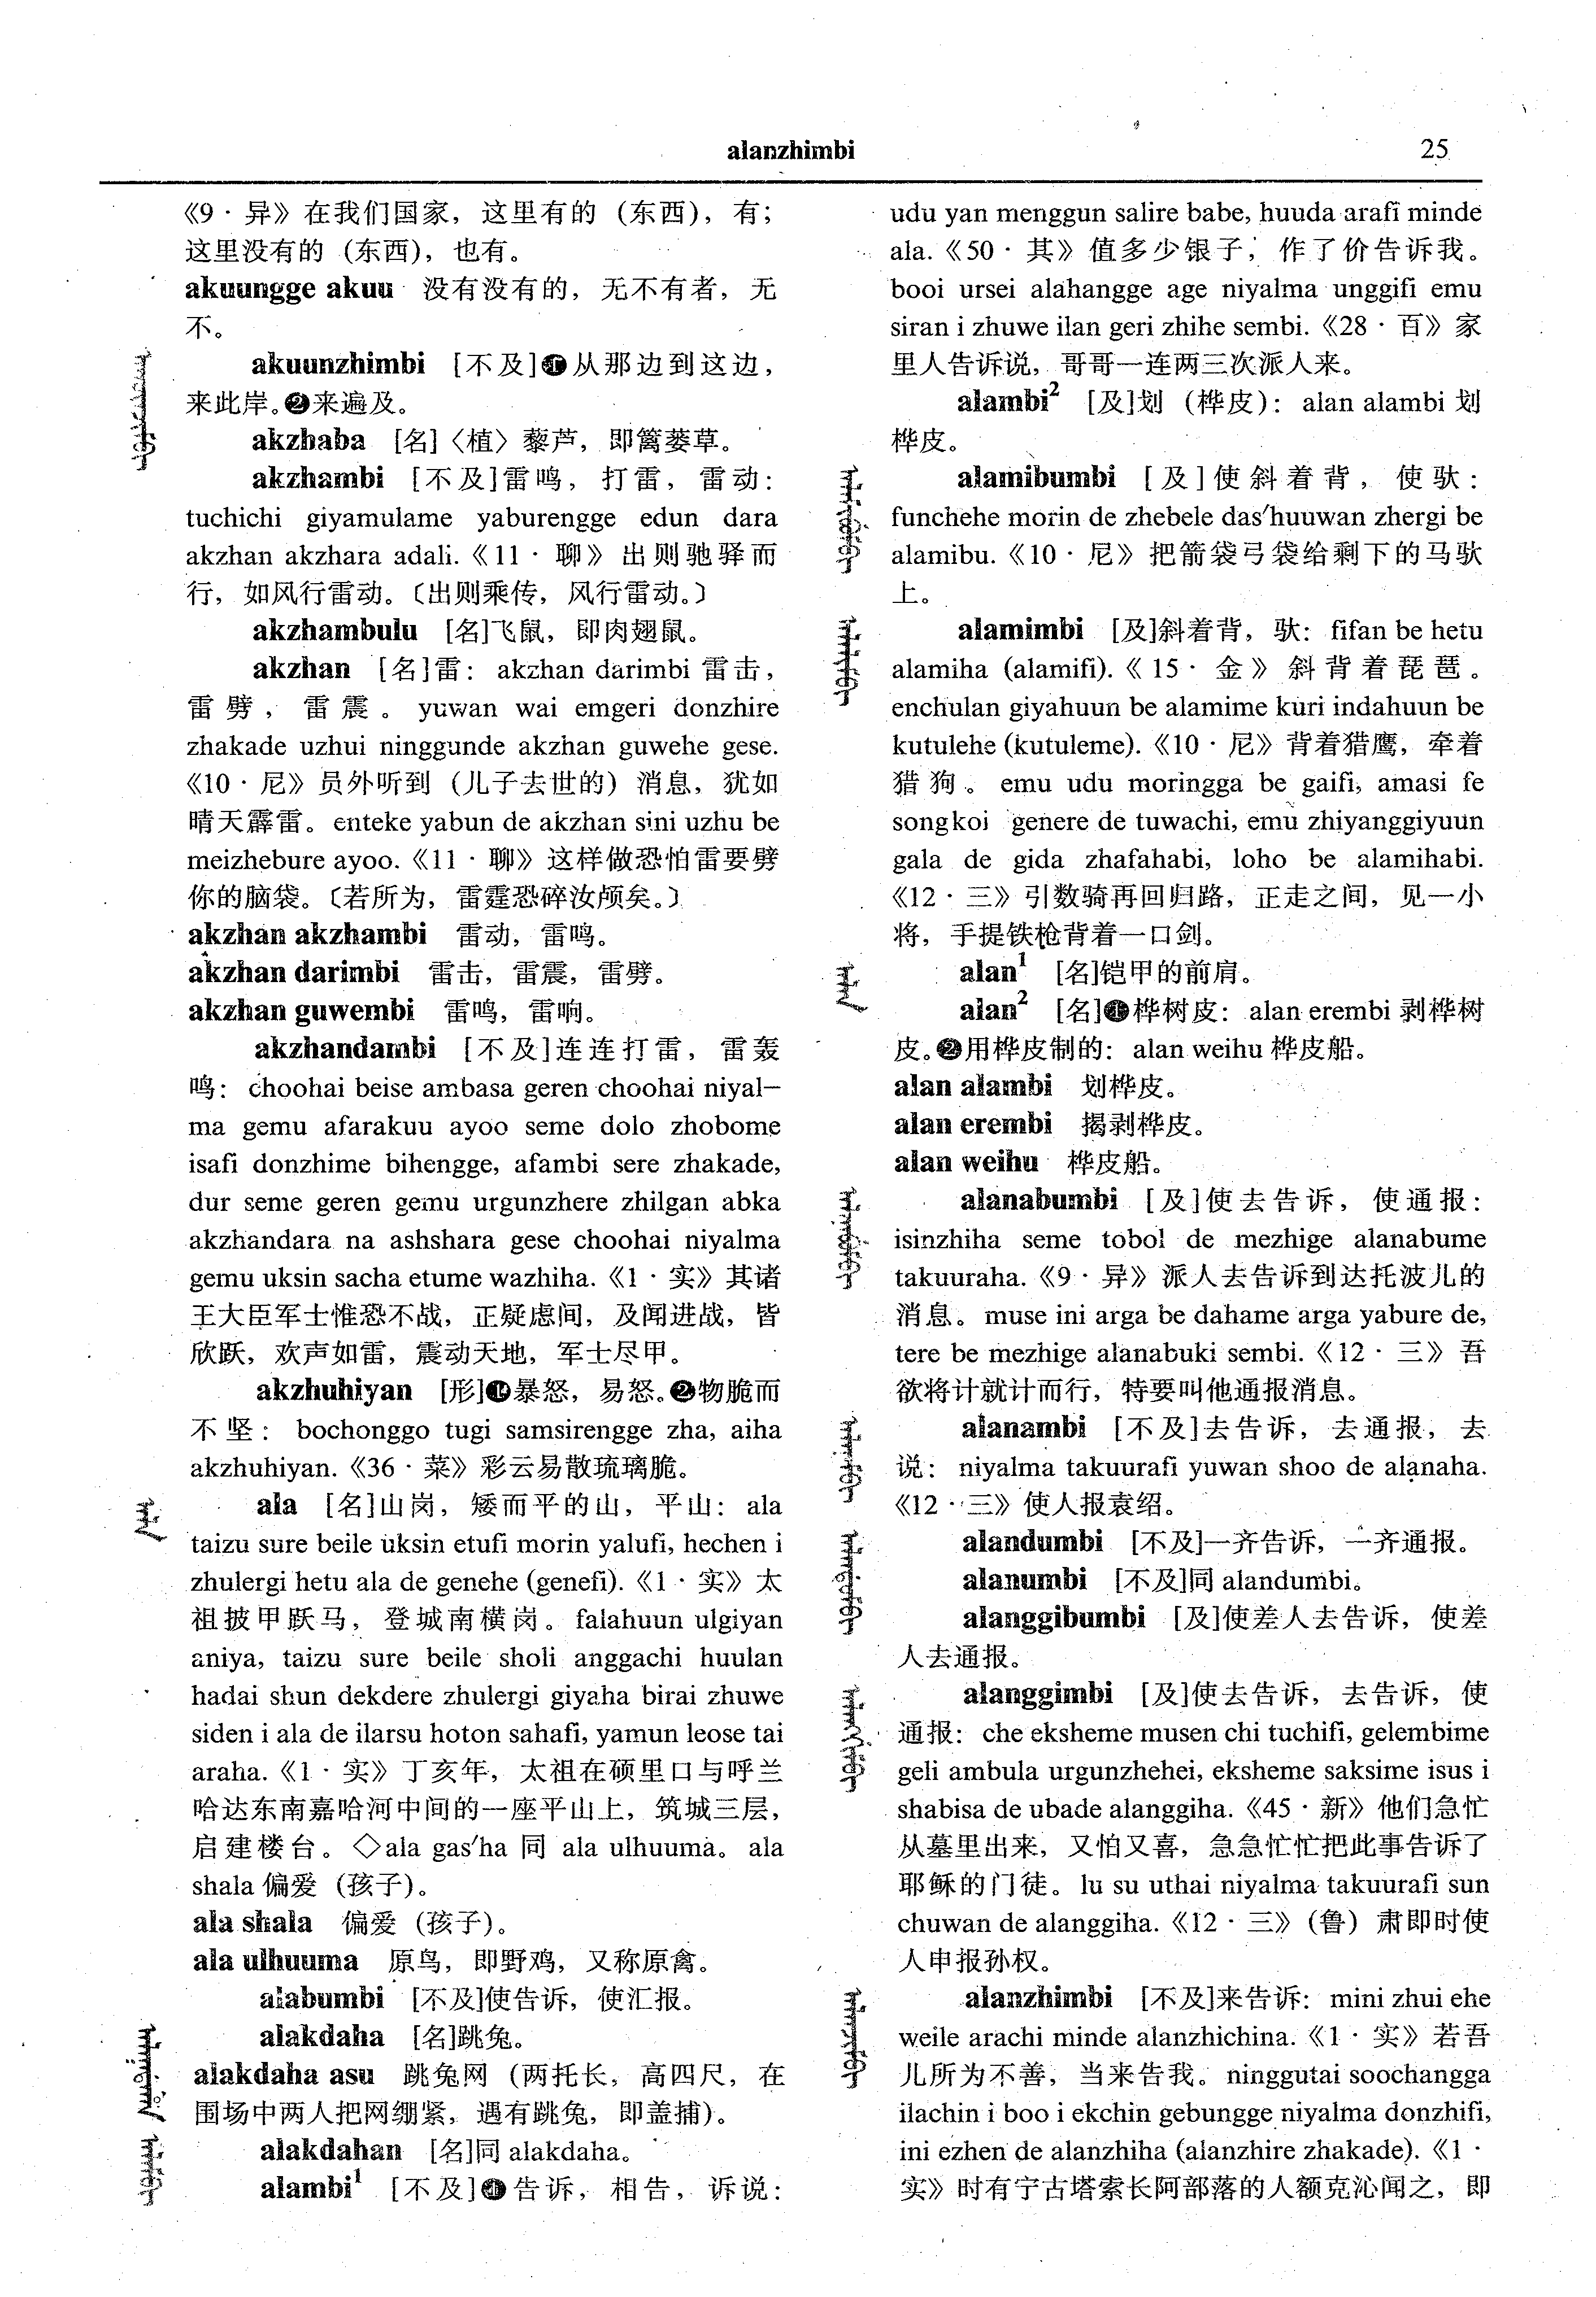 alanzhimbi
25
《9 · 异》在我们国家，这里有的（东西），有；
这里没有的（东西），也有。
akuungge akuu 没有没有的，无不有者，无
不。
akuunzhimbi [不及]❶从那边到这边，
来此岸。❷来遍及。
akzhaba [名]〈植〉藜芦，即篱蒌草。
akzhambi [不及]雷鸣，打雷，雷动：
tuchichi giyamulame yaburengge edun dara
akzhan akzhara adali.《11 · 聊》出则驰驿而
行，如风行雷动。〔出则乘传，风行雷动。〕
akzhambulu [名]飞鼠，即肉翅鼠。
akzhan [名]雷：akzhan darimbi 雷击，
雷劈，雷震。yuwan wai emgeri donzhire
zhakade uzhui ninggunde akzhan guwehe gese.
《10 · 尼》员外听到（儿子去世的）消息，犹如
晴天霹雷。enteke yabun de akzhan sini uzhu be
meizhebure ayoo.《11 · 聊》这样做恐怕雷要劈
你的脑袋。〔若所为，雷霆恐碎汝颅矣。〕
akzhan akzhambi 雷动，雷鸣。
akzhan darimbi 雷击，雷震，雷劈。
akzhan guwembi 雷鸣，雷响。
akzhandambi [不及]连连打雷，雷轰
鸣：choohai beise ambasa geren choohai niyal—
ma gemu afarakuu ayoo seme dolo zhobome
isafi donzhime bihengge, afambi sere zhakade,
dur seme geren gemu urgunzhere zhilgan abka
akzhandara na ashshara gese choohai niyalma
gemu uksin sacha etume wazhiha.《1 · 实》其诸
王大臣军士惟恐不战，正疑虑间，及闻进战，皆
欣跃，欢声如雷，震动天地，军士尽甲。
akzhuhiyan [形]❶暴怒，易怒。❷物脆而
不坚：bochonggo tugi samsirengge zha, aiha
akzhuhiyan.《36 · 菜》彩云易散琉璃脆。
ala [名]山岗，矮而平的山，平山：ala
taizu sure beile uksin etufi morin yalufi, hechen i
zhulergi hetu ala de genehe (genefi).《1 · 实》太
祖披甲跃马，登城南横岗。falahuun ulgiyan
aniya, taizu sure beile sholi anggachi huulan
hadai shun dekdere zhulergi giyaha birai zhuwe
siden i ala de ilarsu hoton sahafi, yamun leose tai
araha.《1 · 实》丁亥年，太祖在硕里口与呼兰
哈达东南嘉哈河中间的一座平山上，筑城三层，
启建楼台。◇ala gas′ha 同 ala ulhuuma。ala
shala 偏爱（孩子）。
ala shala 偏爱（孩子）。
ala ulhuuma 原鸟，即野鸡，又称原禽。
alabumbi [不及]使告诉，使汇报。
alakdaha [名]跳兔。
alakdaha asu 跳兔网（两托长，高四尺，在
围场中两人把网绷紧，遇有跳兔，即盖捕）。
alakdahan [名]同 alakdaha。
alambi¹ [不及]❶告诉，相告，诉说：
udu yan menggun salire babe, huuda arafi minde
ala.《50 · 其》值多少银子，作了价告诉我。
booi ursei alahangge age niyalma unggifi emu
siran i zhuwe ilan geri zhihe sembi.《28 · 百》家
里人告诉说，哥哥一连两三次派人来。
alambi² [及]划（桦皮）：alan alambi 划
桦皮。
alamibumbi [及]使斜着背，使驮：
funchehe morin de zhebele das′huuwan zhergi be
alamibu.《10 · 尼》把箭袋弓袋给剩下的马驮
上。
alamimbi [及]斜着背，驮：fifan be hetu
alamiha (alamifi).《15 · 金》斜背着琵琶。
enchulan giyahuun be alamime kuri indahuun be
kutulehe (kutuleme).《10 · 尼》背着猎鹰，牵着
猎狗。emu udu moringga be gaifi, amasi fe
songkoi genere de tuwachi, emu zhiyanggiyuun
gala de gida zhafahabi, loho be alamihabi.
《12 · 三》引数骑再回归路，正走之间，见一小
将，手提铁枪背着一口剑。
alan¹ [名]铠甲的前肩。
alan² [名]❶桦树皮：alan erembi 剥桦树
皮。❷用桦皮制的：alan weihu 桦皮船。
alan alambi 划桦皮。
alan erembi 揭剥桦皮。
alan weihu 桦皮船。
alanabumbi [及]使去告诉，使通报：
isinzhiha seme tobol de mezhige alanabume
takuuraha.《9 · 异》派人去告诉到达托波儿的
消息。muse ini arga be dahame arga yabure de,
tere be mezhige alanabuki sembi.《12 · 三》吾
欲将计就计而行，特要叫他通报消息。
alanambi [不及]去告诉，去通报，去
说：niyalma takuurafi yuwan shoo de alanaha.
《12 · 三》使人报袁绍。
alandumbi [不及]一齐告诉，一齐通报。
alanumbi [不及]同 alandumbi。
alanggibumbi [及]使差人去告诉，使差
人去通报。
alanggimbi [及]使去告诉，去告诉，使
通报：che eksheme musen chi tuchifi, gelembime
geli ambula urgunzhehei, eksheme saksime isus i
shabisa de ubade alanggiha.《45 · 新》他们急忙
从墓里出来，又怕又喜，急急忙忙把此事告诉了
耶稣的门徒。lu su uthai niyalma takuurafi sun
chuwan de alanggiha.《12 · 三》（鲁）肃即时使
人申报孙权。
alanzhimbi [不及]来告诉：mini zhui ehe
weile arachi minde alanzhichina.《1 · 实》若吾
儿所为不善，当来告我。ninggutai soochangga
ilachin i boo i ekchin gebungge niyalma donzhifi,
ini ezhen de alanzhiha (alanzhire zhakade).《1 ·
实》时有宁古塔索长阿部落的人额克沁闻之，即